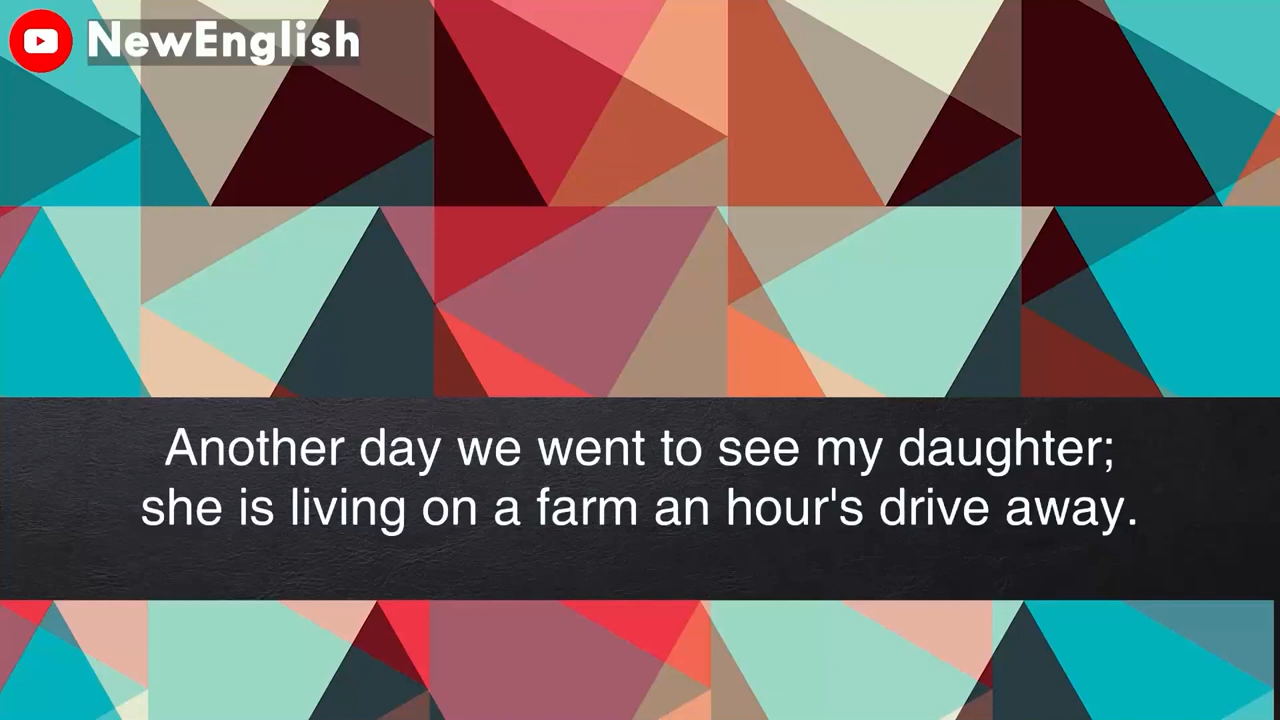 NewEnglish
Another day we went to see my daughter;
she is living on a farm an hour's drive away.